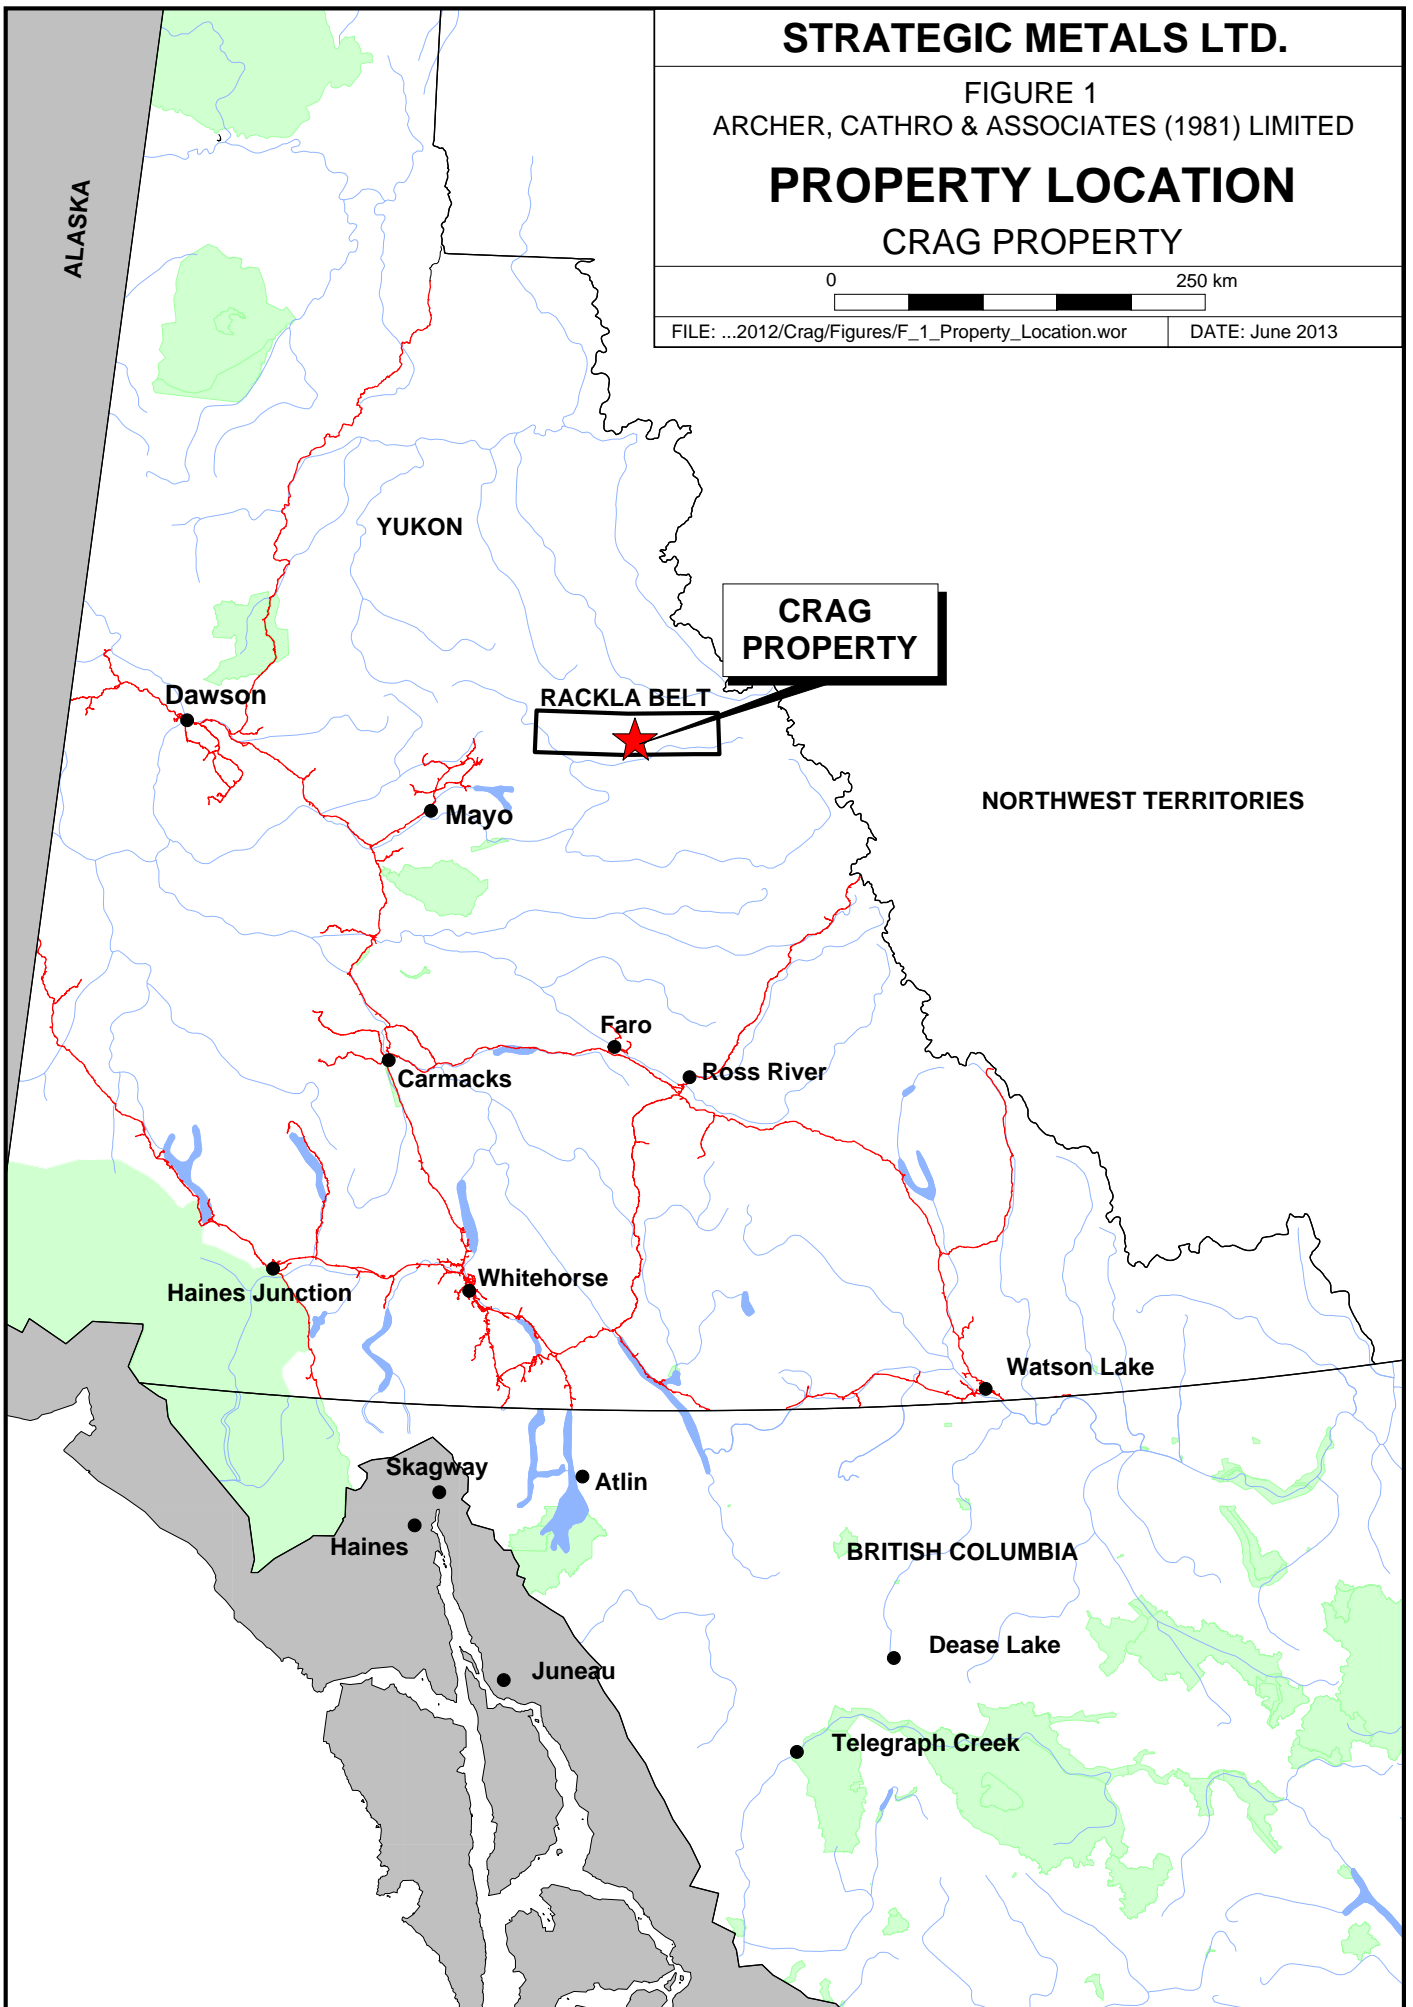 STRATEGIC METALS LTD.
FIGURE 1
ARCHER, CATHRO & ASSOCIATES (1981) LIMITED
PROPERTY LOCATION
CRAG PROPERTY
0 250 km
FILE: ...2012/Crag/Figures/F_1_Property_Location.wor DATE: June 2013
ALASKA
YUKON
CRAG
PROPERTY
RACKLA BELT
Dawson
Mayo
NORTHWEST TERRITORIES
Faro
Ross River
Carmacks
Whitehorse
Haines Junction
Watson Lake
Skagway
Atlin
Haines
BRITISH COLUMBIA
Dease Lake
Juneau
Telegraph Creek